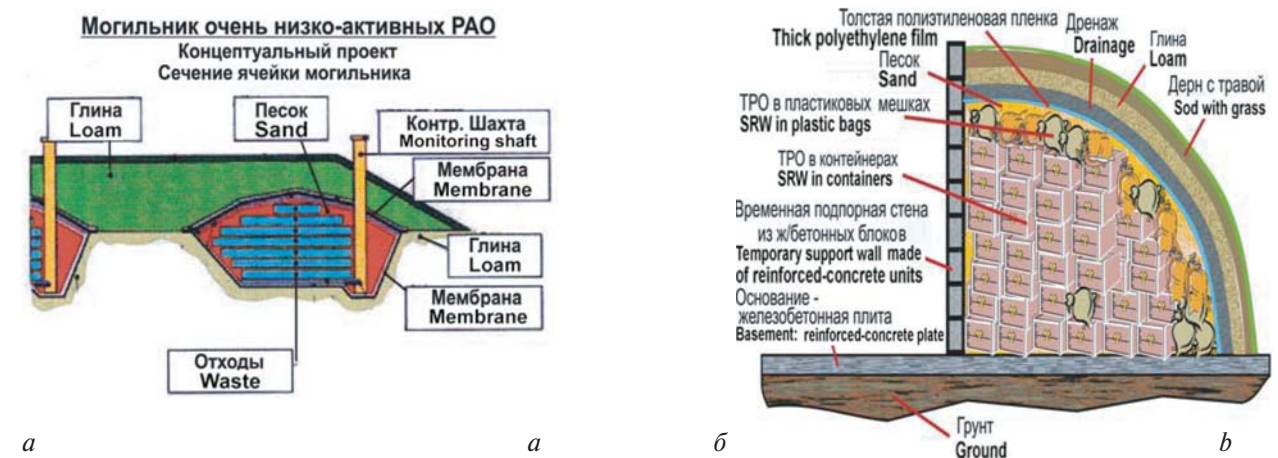 Могильник очень низко-активных РАО
Концептуальный проект
Сечение ячейки могильника
Глина
Loam
Песок
Sand
Контр. Шахта
Monitoring shaft
Мембрана
Membrane
Глина
Loam
Мембрана
Membrane
Отходы
Waste
а
a
Толстая полиэтиленовая пленка
Thick polyethylene film
Дренаж
Drainage
Глина
Loam
Песок
Sand
Дерн с травой
Sod with grass
ТРО в пластиковых мешках
SRW in plastic bags
ТРО в контейнерах
SRW in containers
Временная подпорная стена
из ж/бетонных блоков
Temporary support wall made
of reinforced-concrete units
Основание -
железобетонная плита
Basement: reinforced-concrete plate
Грунт
Ground
б
b